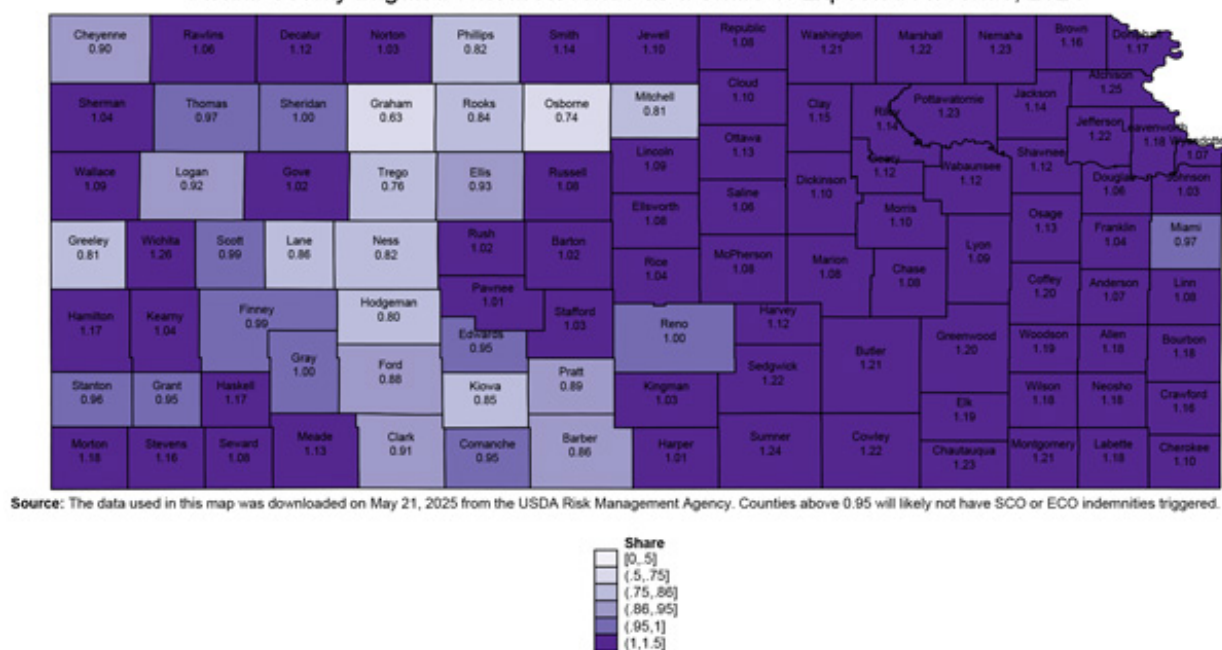 Cheyenne Rawlins Decatur Norton Phillips Smith Jewell Republic Washington Marshall Nemaha Brown Doniphan
0.90 1.06 1.12 1.03 0.82 1.14 1.10 1.08 1.21 1.22 1.23 1.16 1.17
Sherman Thomas Sheridan Graham Rooks Osborne Mitchell Cloud Clay Riley Pottawatomie Jackson Atchison
1.04 0.97 1.00 0.63 0.84 0.74 0.81 1.10 1.15 1.14 1.23 1.14 1.25
Jefferson Leavenworth Wyandotte
1.22 1.18 1.07
Wallace Logan Gove Trego Ellis Russell Lincoln Ottawa Dickinson Geary Wabaunsee Shawnee Douglas Johnson
1.09 0.92 1.02 0.76 0.93 1.08 1.09 1.13 1.10 1.12 1.12 1.12 1.06 1.03
Ellsworth Saline Morris Osage
1.08 1.06 1.10 1.13
Greeley Wichita Scott Lane Ness Rush Barton Rice McPherson Marion Chase Lyon Franklin Miami
0.81 1.26 0.99 0.86 0.82 1.02 1.02 1.04 1.08 1.08 1.08 1.09 1.04 0.97
Hamilton Kearny Finney Hodgeman Pawnee Stafford Reno Harvey Coffey Anderson Linn
1.17 1.04 0.99 0.80 1.01 1.03 1.00 1.12 1.20 1.07 1.08
Gray Ford Edwards Sedgwick Butler Greenwood Woodson Allen Bourbon
1.00 0.88 0.95 1.22 1.21 1.20 1.19 1.18 1.18
Stanton Grant Haskell Kiowa Pratt Kingman Elk Wilson Neosho Crawford
0.96 0.95 1.17 0.85 0.89 1.03 1.19 1.18 1.18 1.16
Morton Stevens Seward Meade Clark Comanche Barber Harper Sumner Cowley Chautauqua Montgomery Labette Cherokee
1.18 1.16 1.08 1.13 0.91 0.95 0.86 1.01 1.24 1.22 1.23 1.21 1.18 1.10
Source: The data used in this map was downloaded on May 21, 2025 from the USDA Risk Management Agency. Counties above 0.95 will likely not have SCO or ECO indemnities triggered.
Share
[0,.5]
(.5,.75]
(.75,.86]
(.86,.95]
(.95,1]
(1,1.5]